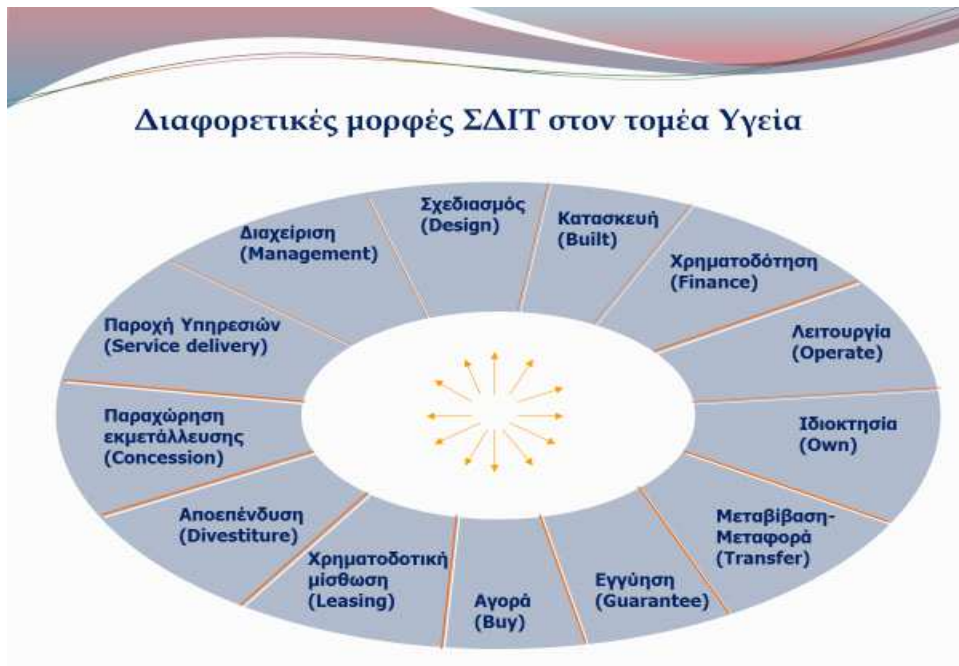 Διαφορετικές μορφές ΣΔΙΤ στον τομέα Υγεία
Σχεδιασμός
(Design)
Κατασκευή
(Built)
Χρηματοδότηση
(Finance)
Λειτουργία
(Operate)
Ιδιοκτησία
(Own)
Μεταβίβαση-
Μεταφορά
(Transfer)
Εγγύηση
(Guarantee)
Αγορά
(Buy)
Χρηματοδοτική
μίσθωση
(Leasing)
Αποεπένδυση
(Divestiture)
Παραχώρηση
εκμετάλλευσης
(Concession)
Παροχή Υπηρεσιών
(Service delivery)
Διαχείριση
(Management)